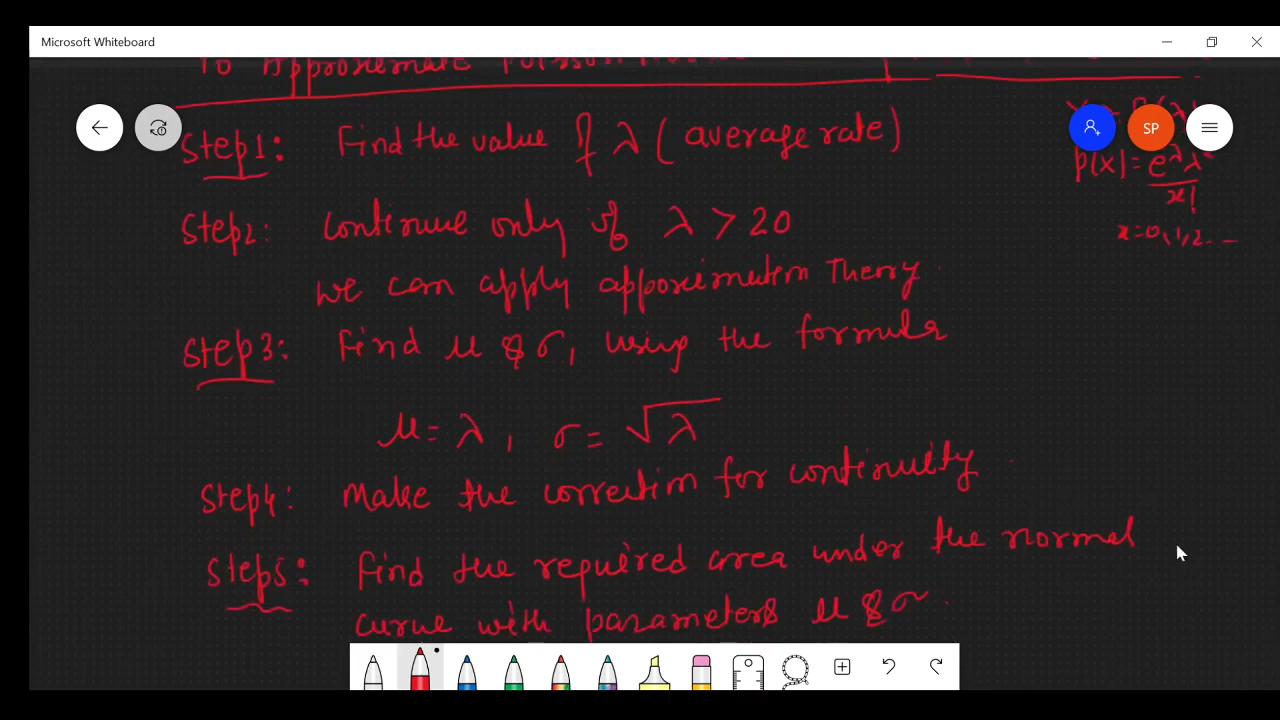 Microsoft Whiteboard
To Approximate
Step1: Find the value of λ (average rate)
SP
p(x) = e^λ λ^x / x!
x=0,1,2...
Step2: Continue only if λ > 20
we can apply approximation Theory.
Step3: Find μ & σ, using the formula
μ = λ, σ = √λ
Step4: Make the correction for continuity.
Step5: Find the required area under the normal
curve with parameters μ & σ.